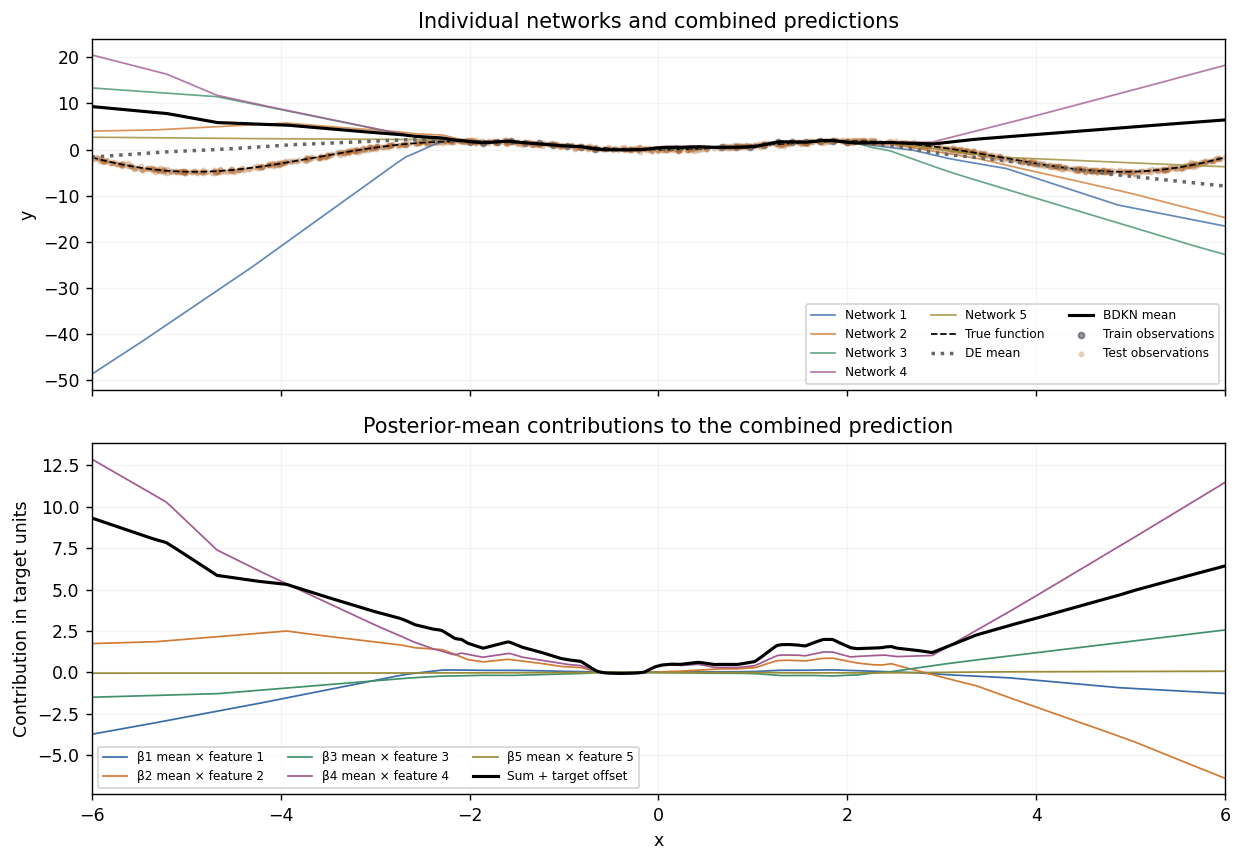 Individual networks and combined predictions
20
10
0
−10
−20
−30
−40
−50
y
Network 1
Network 2
Network 3
Network 4
Network 5
True function
DE mean
BDKN mean
Train observations
Test observations
Posterior-mean contributions to the combined prediction
12.5
10.0
7.5
5.0
2.5
0.0
−2.5
−5.0
Contribution in target units
β1 mean × feature 1
β2 mean × feature 2
β3 mean × feature 3
β4 mean × feature 4
β5 mean × feature 5
Sum + target offset
−6
−4
−2
0
2
4
6
x